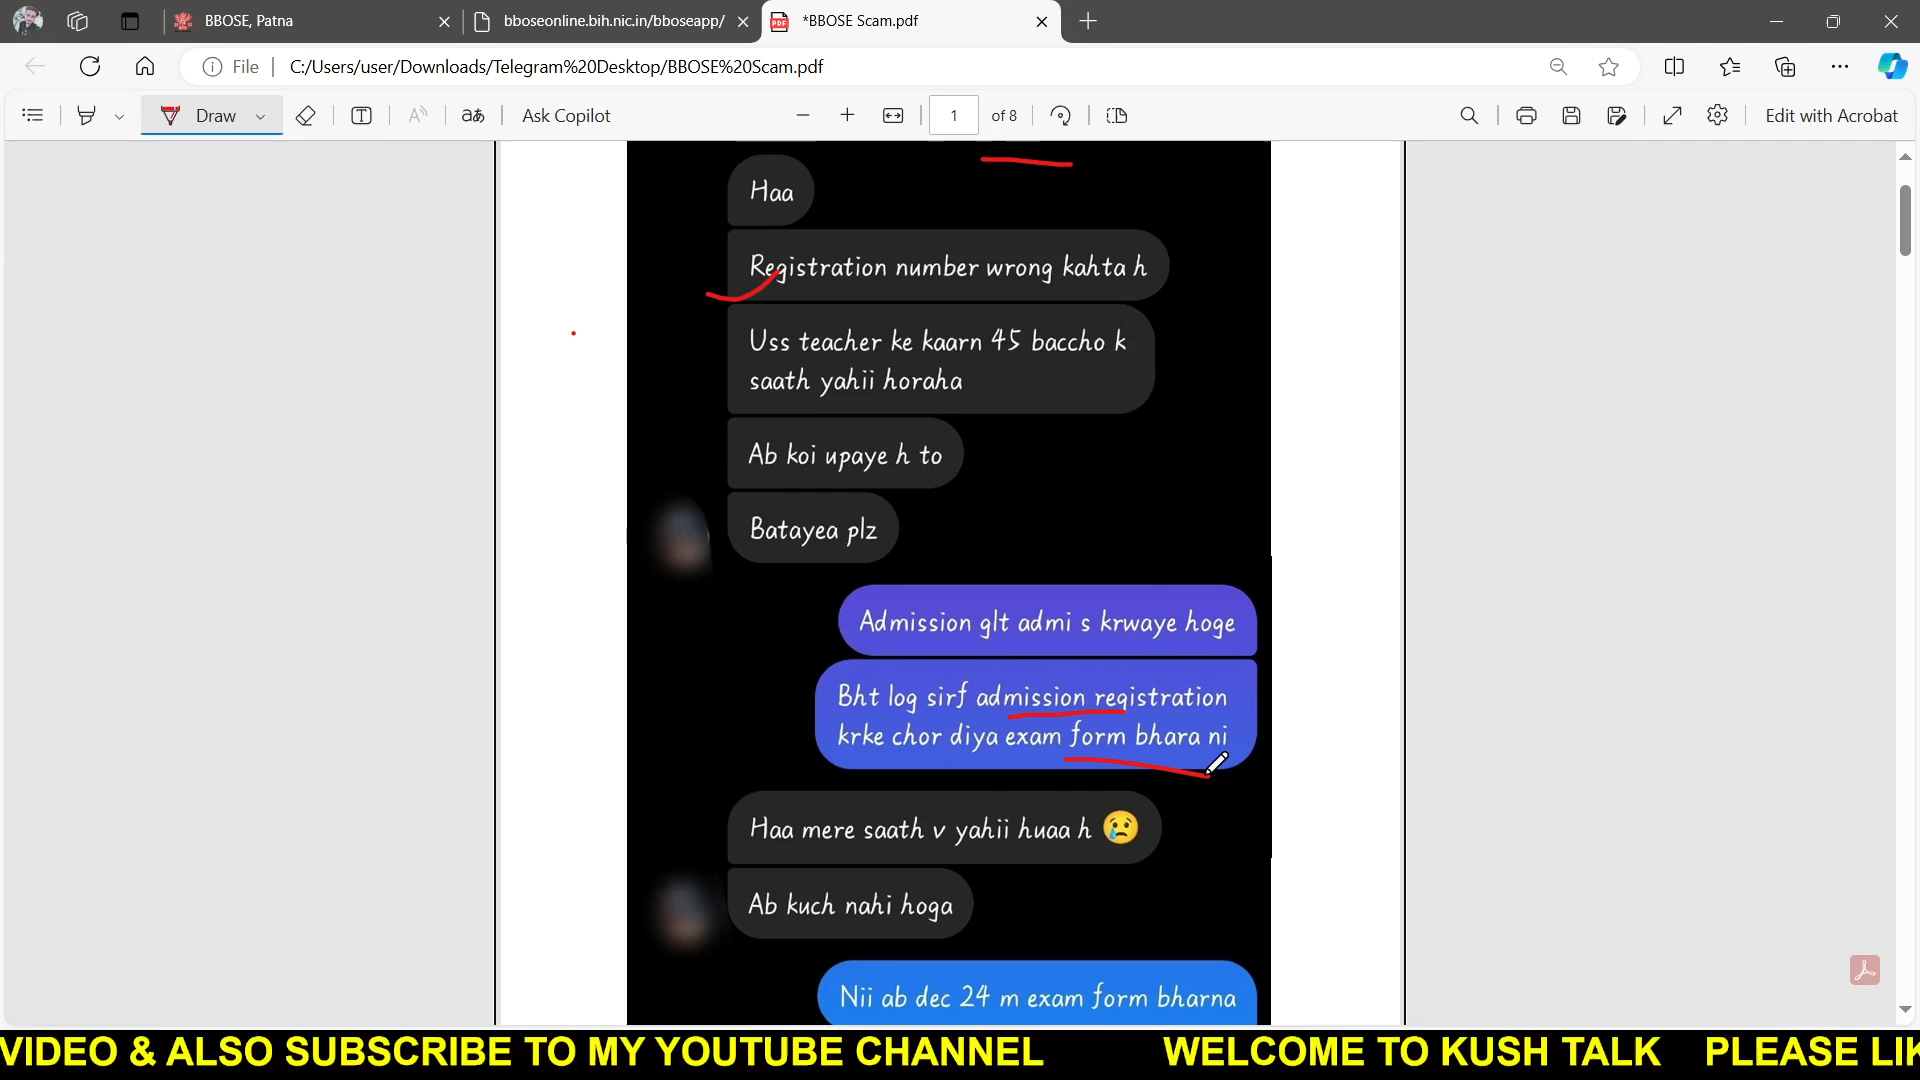 BBOSE, Patna
bboseonline.bih.nic.in/bboseapp/
*BBOSE Scam.pdf
File
C:/Users/user/Downloads/Telegram%20Desktop/BBOSE%20Scam.pdf
Draw
aあ
Ask Copilot
1
of 8
Edit with Acrobat
Haa
Registration number wrong kahta h
Uss teacher ke kaarn 45 baccho k
saath yahii horaha
Ab koi upaye h to
Batayea plz
Admission glt admi s krwaye hoge
Bht log sirf admission registration
krke chor diya exam form bhara ni
Haa mere saath v yahii huaa h 😢
Ab kuch nahi hoga
Nii ab dec 24 m exam form bharna
VIDEO & ALSO SUBSCRIBE TO MY YOUTUBE CHANNEL WELCOME TO KUSH TALK PLEASE LIK